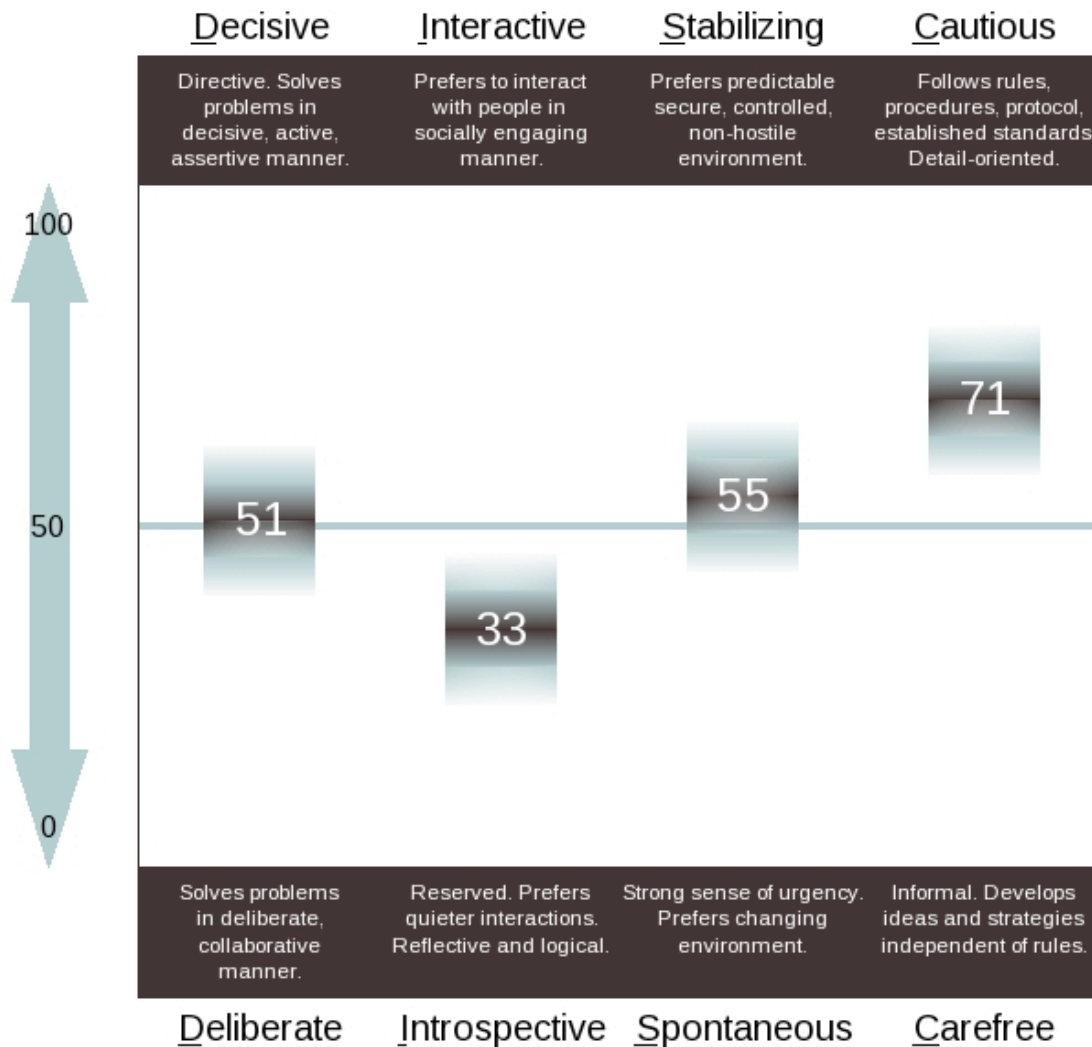 Decisive
Interactive
Stabilizing
Cautious
Directive. Solves
problems in
decisive, active,
assertive manner.
Prefers to interact
with people in
socially engaging
manner.
Prefers predictable
secure, controlled,
non-hostile
environment.
Follows rules,
procedures, protocol,
established standards
Detail-oriented.
100
50
0
51
33
55
71
Solves problems
in deliberate,
collaborative
manner.
Reserved. Prefers
quieter interactions.
Reflective and logical.
Strong sense of urgency.
Prefers changing
environment.
Informal. Develops
ideas and strategies
independent of rules.
Deliberate
Introspective
Spontaneous
Carefree